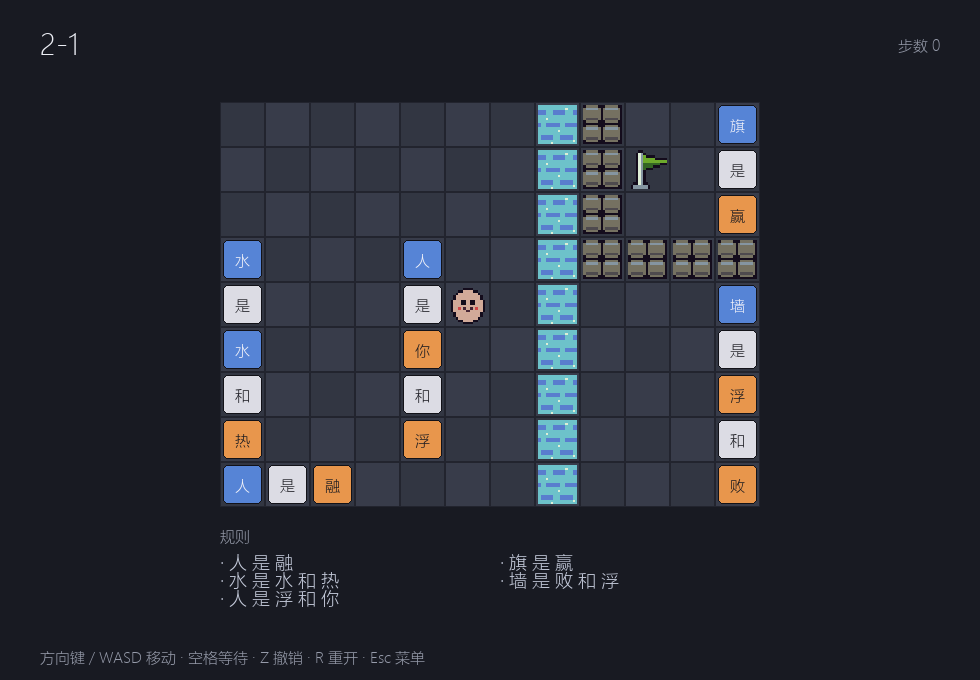 2-1
步数 0
旗
是
赢
水 人
是 是 墙
水 你 是
和 和 浮
热 浮 和
人 是 融 败
规则
· 人 是 融
· 水 是 水 和 热
· 人 是 浮 和 你
· 旗 是 赢
· 墙 是 败 和 浮
方向键 / WASD 移动 · 空格等待 · Z 撤销 · R 重开 · Esc 菜单